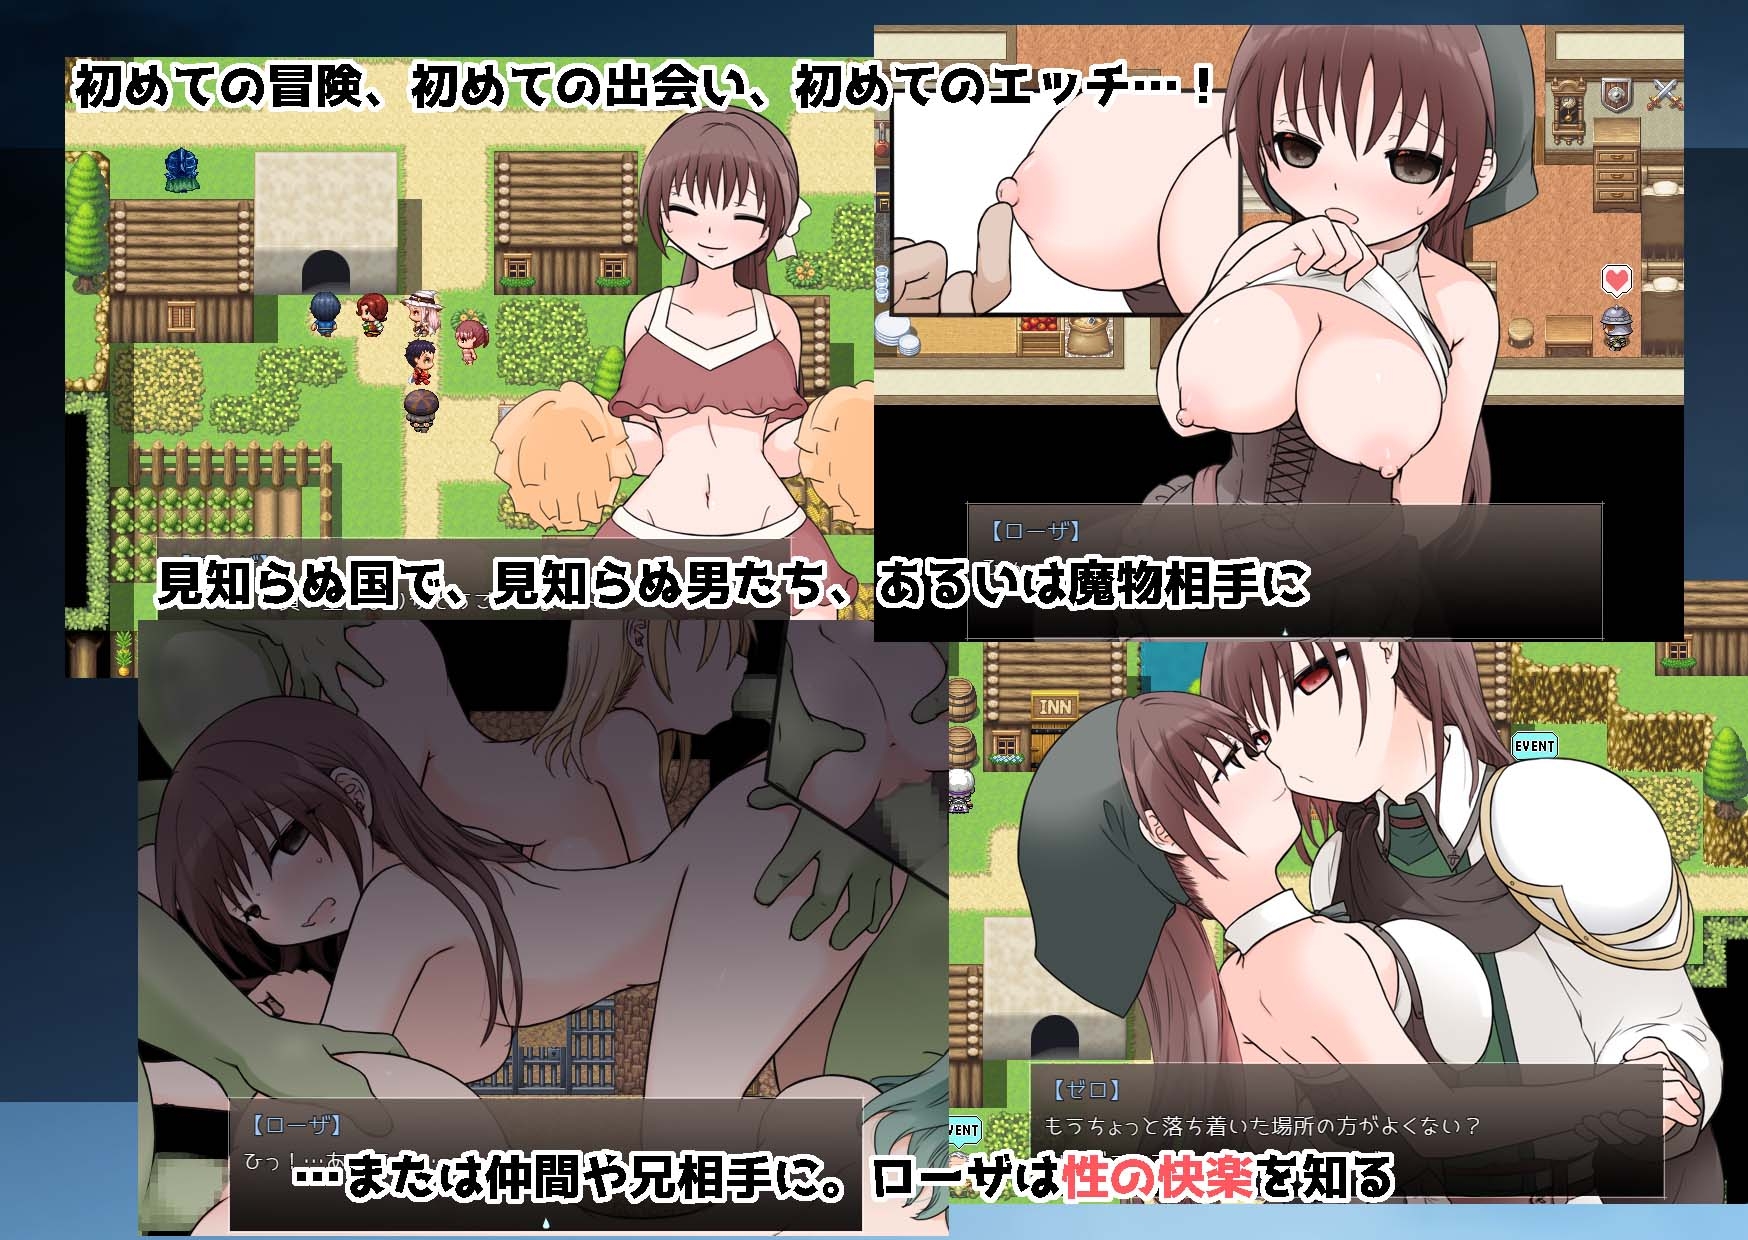 初めての冒険、初めての出会い、初めてのエッチ…！
【ローザ】
見知らぬ国で、見知らぬ男たち、あるいは魔物相手に
INN
EVENT
【ゼロ】
もうちょっと落ち着いた場所の方がよくない？
【ローザ】
ひっ！…あ
VENT
…または仲間や兄相手に。ローザは性の快楽を知る